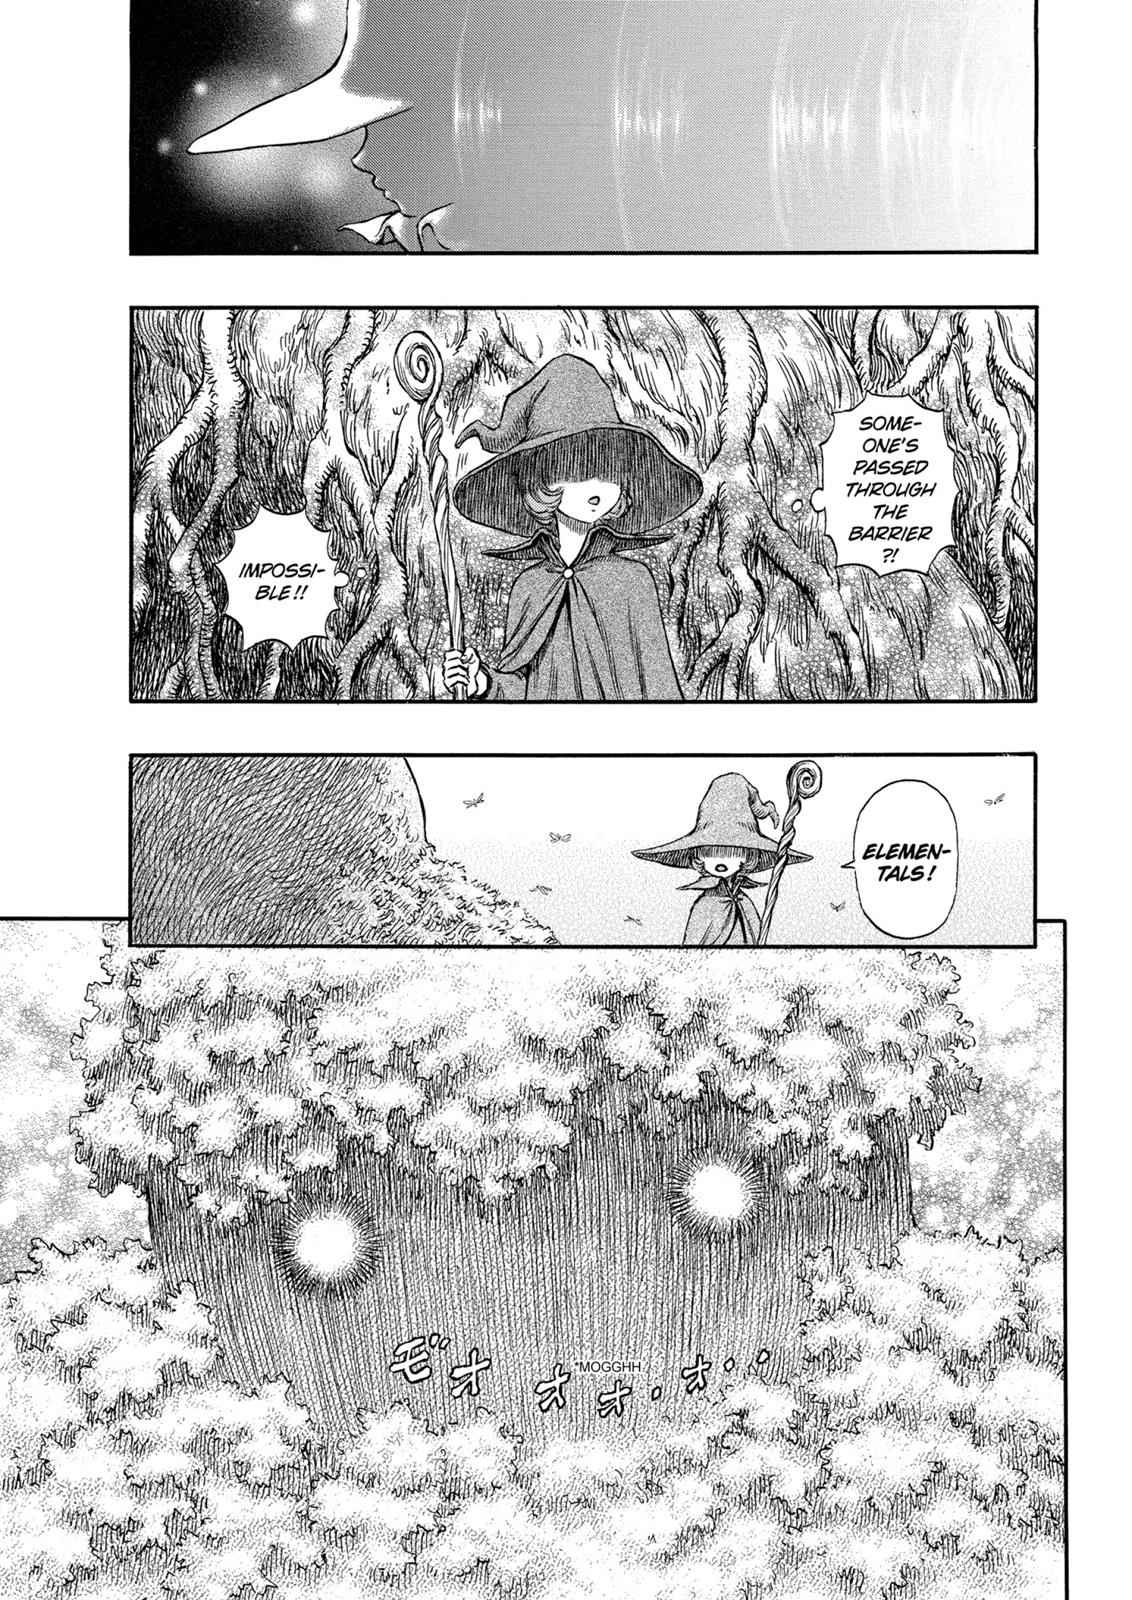 SOME-
ONE'S
PASSED
THROUGH
THE
BARRIER
?!
IMPOSSI-
BLE!!
ELEMEN-
TALS!
モ゛オオオ・オ・・
*MOGGHH